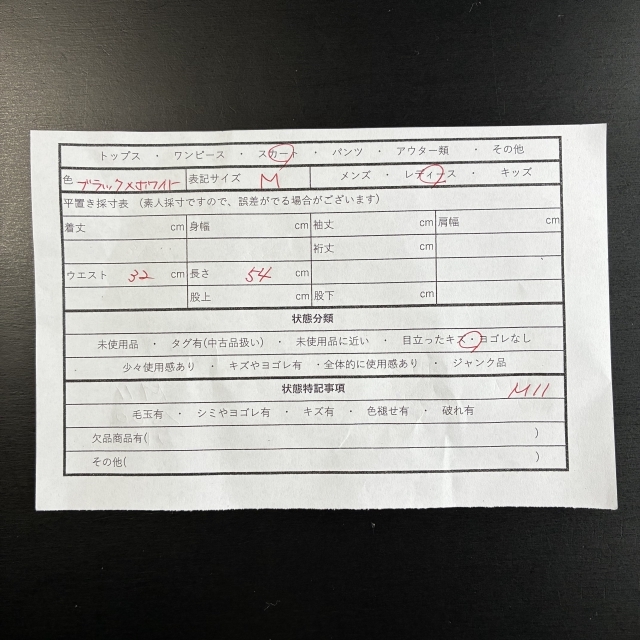 トップス ・ ワンピース ・ スカート ・ パンツ ・ アウター類 ・ その他
色 ブラック×ホワイト 表記サイズ M メンズ ・ レディース ・ キッズ
平置き採寸表 (素人採寸ですので、誤差がでる場合がございます)
着丈 cm 身幅 cm 袖丈 cm 肩幅 cm
裄丈 cm
ウエスト 32 cm 長さ 54 cm
股上 cm 股下 cm
状態分類
未使用品 ・ タグ有(中古品扱い) ・ 未使用品に近い ・ 目立ったキズ・ヨゴレなし
少々使用感あり ・ キズやヨゴレ有 ・全体的に使用感あり ・ ジャンク品
状態特記事項 M11
毛玉有 ・ シミやヨゴレ有 ・ キズ有 ・ 色褪せ有 ・ 破れ有
欠品商品有( )
その他( )